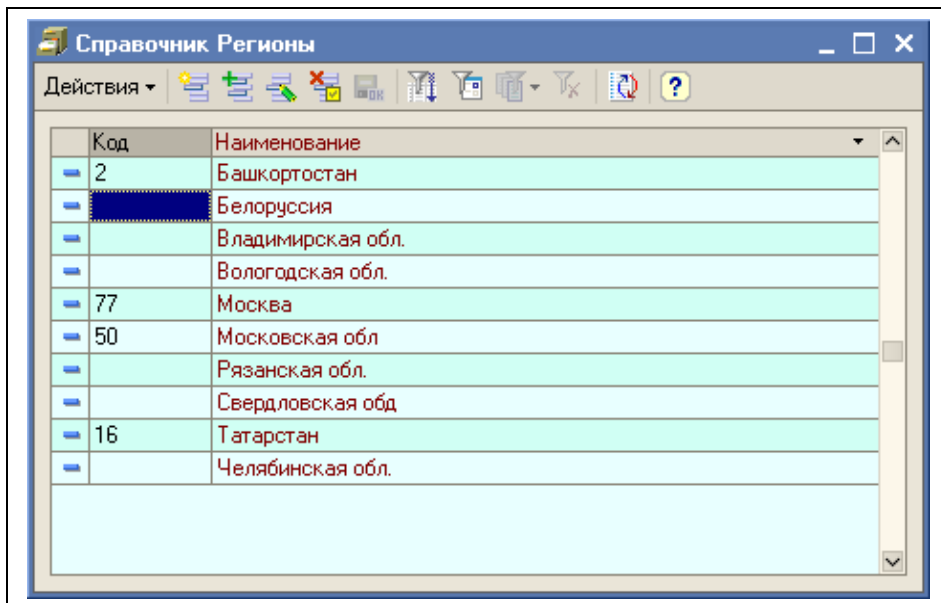 Справочник Регионы
Действия
Код Наименование
2 Башкортостан
Белоруссия
Владимирская обл.
Вологодская обл.
77 Москва
50 Московская обл
Рязанская обл.
Свердловская обд
16 Татарстан
Челябинская обл.